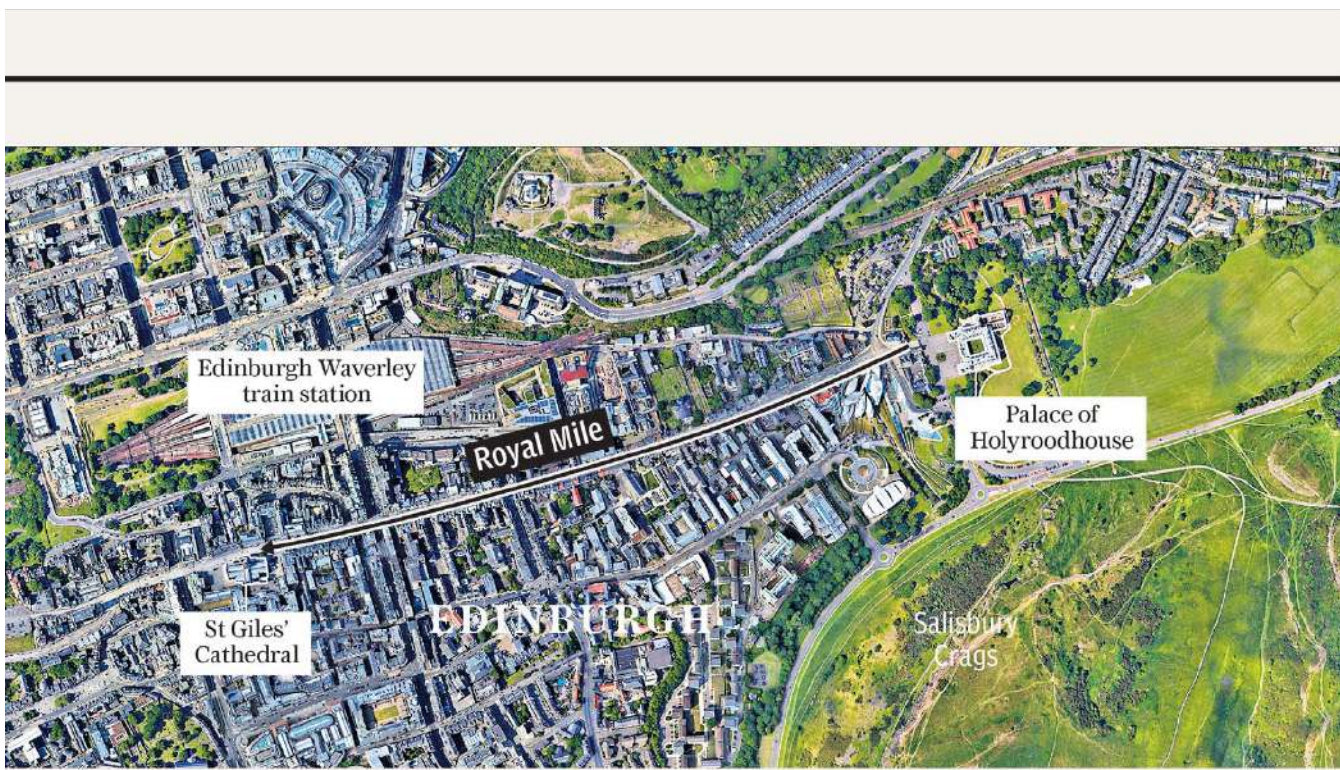 Edinburgh Waverley
train station
Royal Mile
Palace of
Holyroodhouse
St Giles'
Cathedral
EDINBURGH
Salisbury
Crags